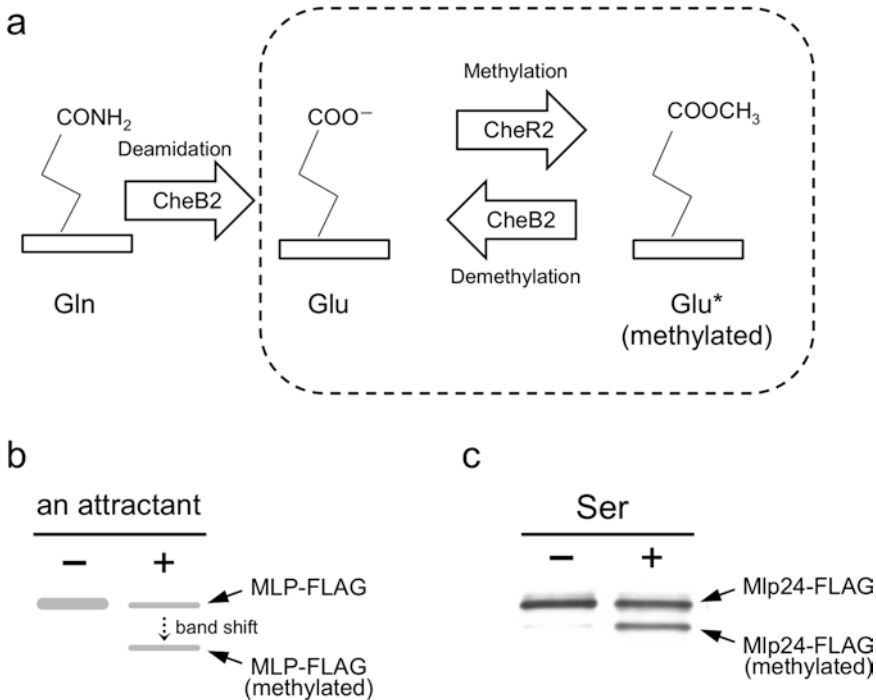 a
Methylation
CONH₂
COO⁻
COOCH₃
Deamidation
CheR2
CheB2
CheB2
Demethylation
Gln
Glu
Glu*
(methylated)
b
c
an attractant
Ser
− +
− +
MLP-FLAG
Mlp24-FLAG
band shift
MLP-FLAG
(methylated)
Mlp24-FLAG
(methylated)